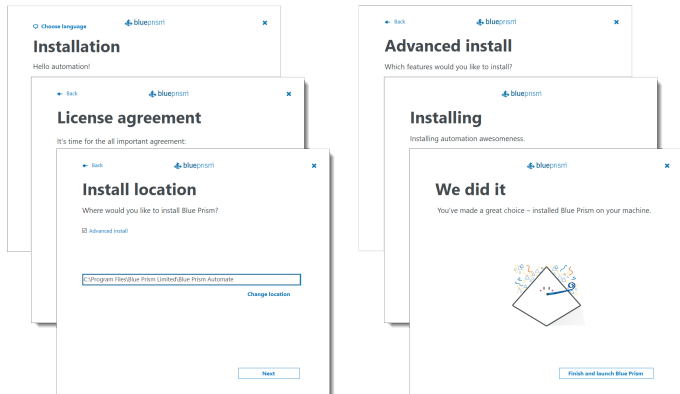 Choose language
blueprism
Installation
Hello automation!
Back
blueprism
License agreement
It's time for the all important agreement:
Back
blueprism
Install location
Where would you like to install Blue Prism?
Advanced install
C:\Program Files\Blue Prism Limited\Blue Prism Automate
Change location
Next
Back
blueprism
Advanced install
Which features would you like to install?
blueprism
Installing
Installing automation awesomeness.
blueprism
We did it
You've made a great choice – installed Blue Prism on your machine.
Finish and launch Blue Prism